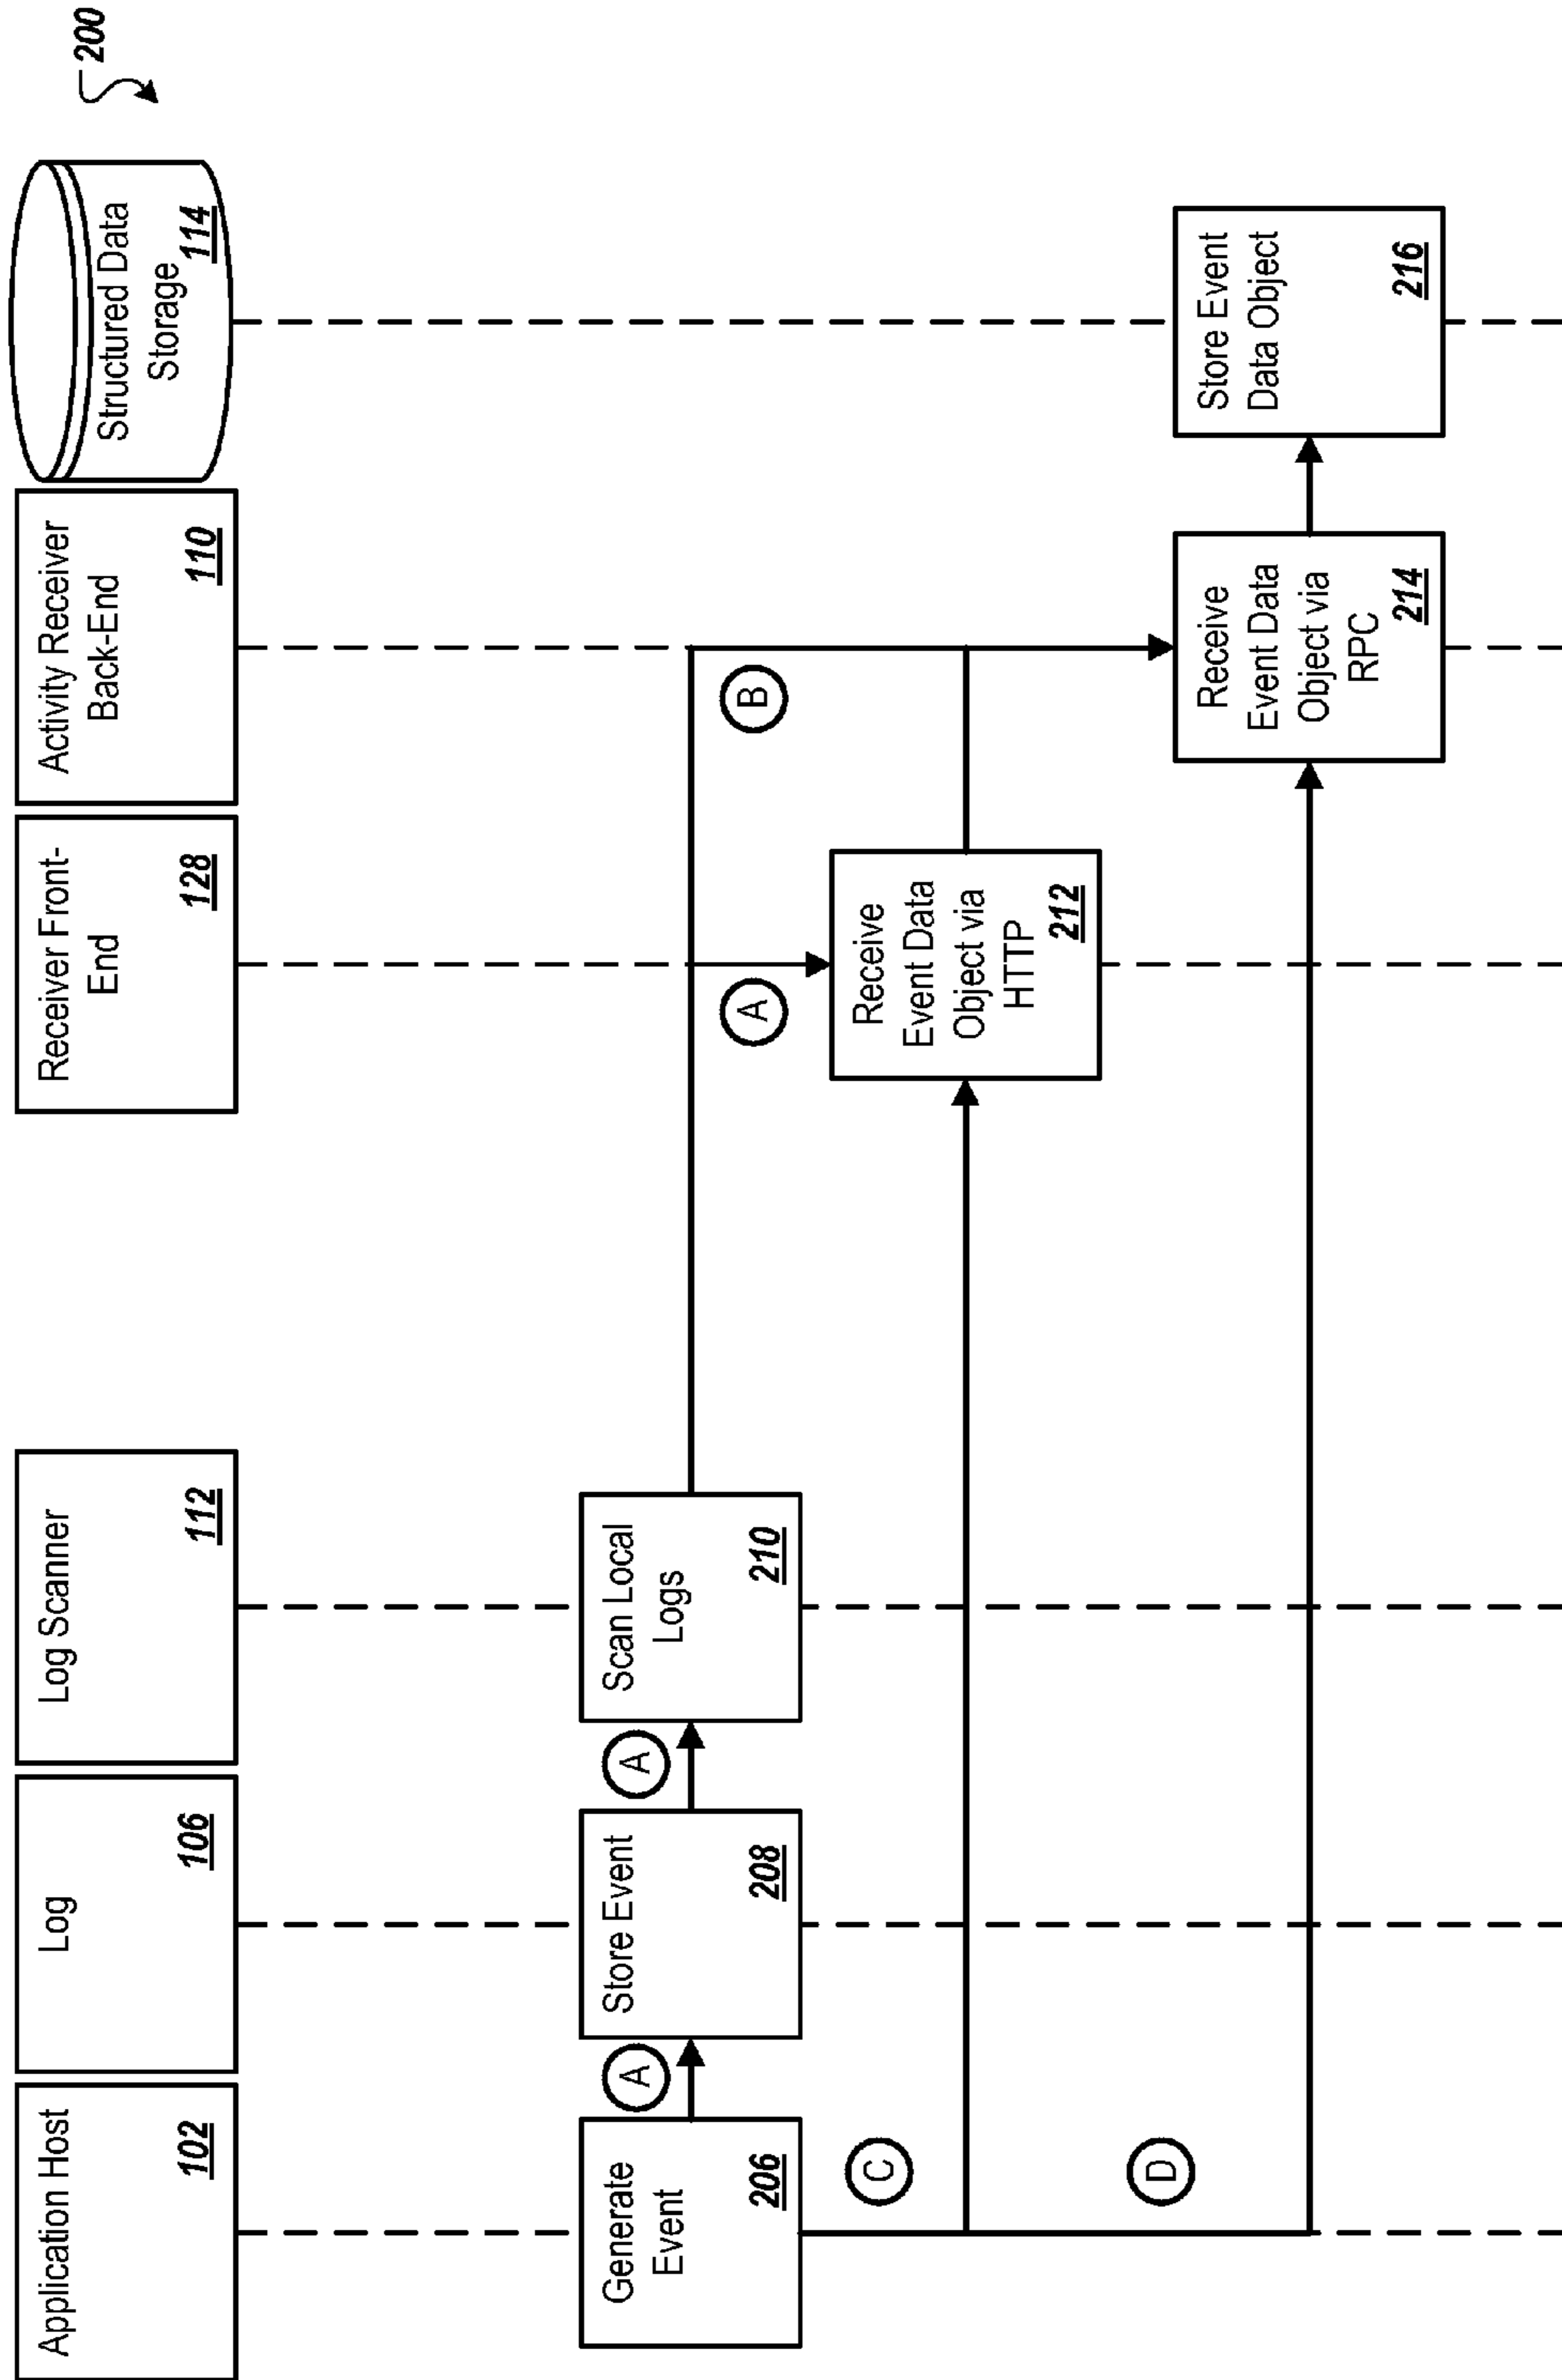 200
Application Host
102
Log
106
Log Scanner
112
Receiver Front-
End
128
Activity Receiver
Back-End
110
Structured Data
Storage
114
Generate
Event
206
A
Store Event
208
A
Scan Local
Logs
210
A
B
C
Receive
Event Data
Object via
HTTP
212
D
Receive
Event Data
Object via
RPC
214
Store Event
Data Object
216